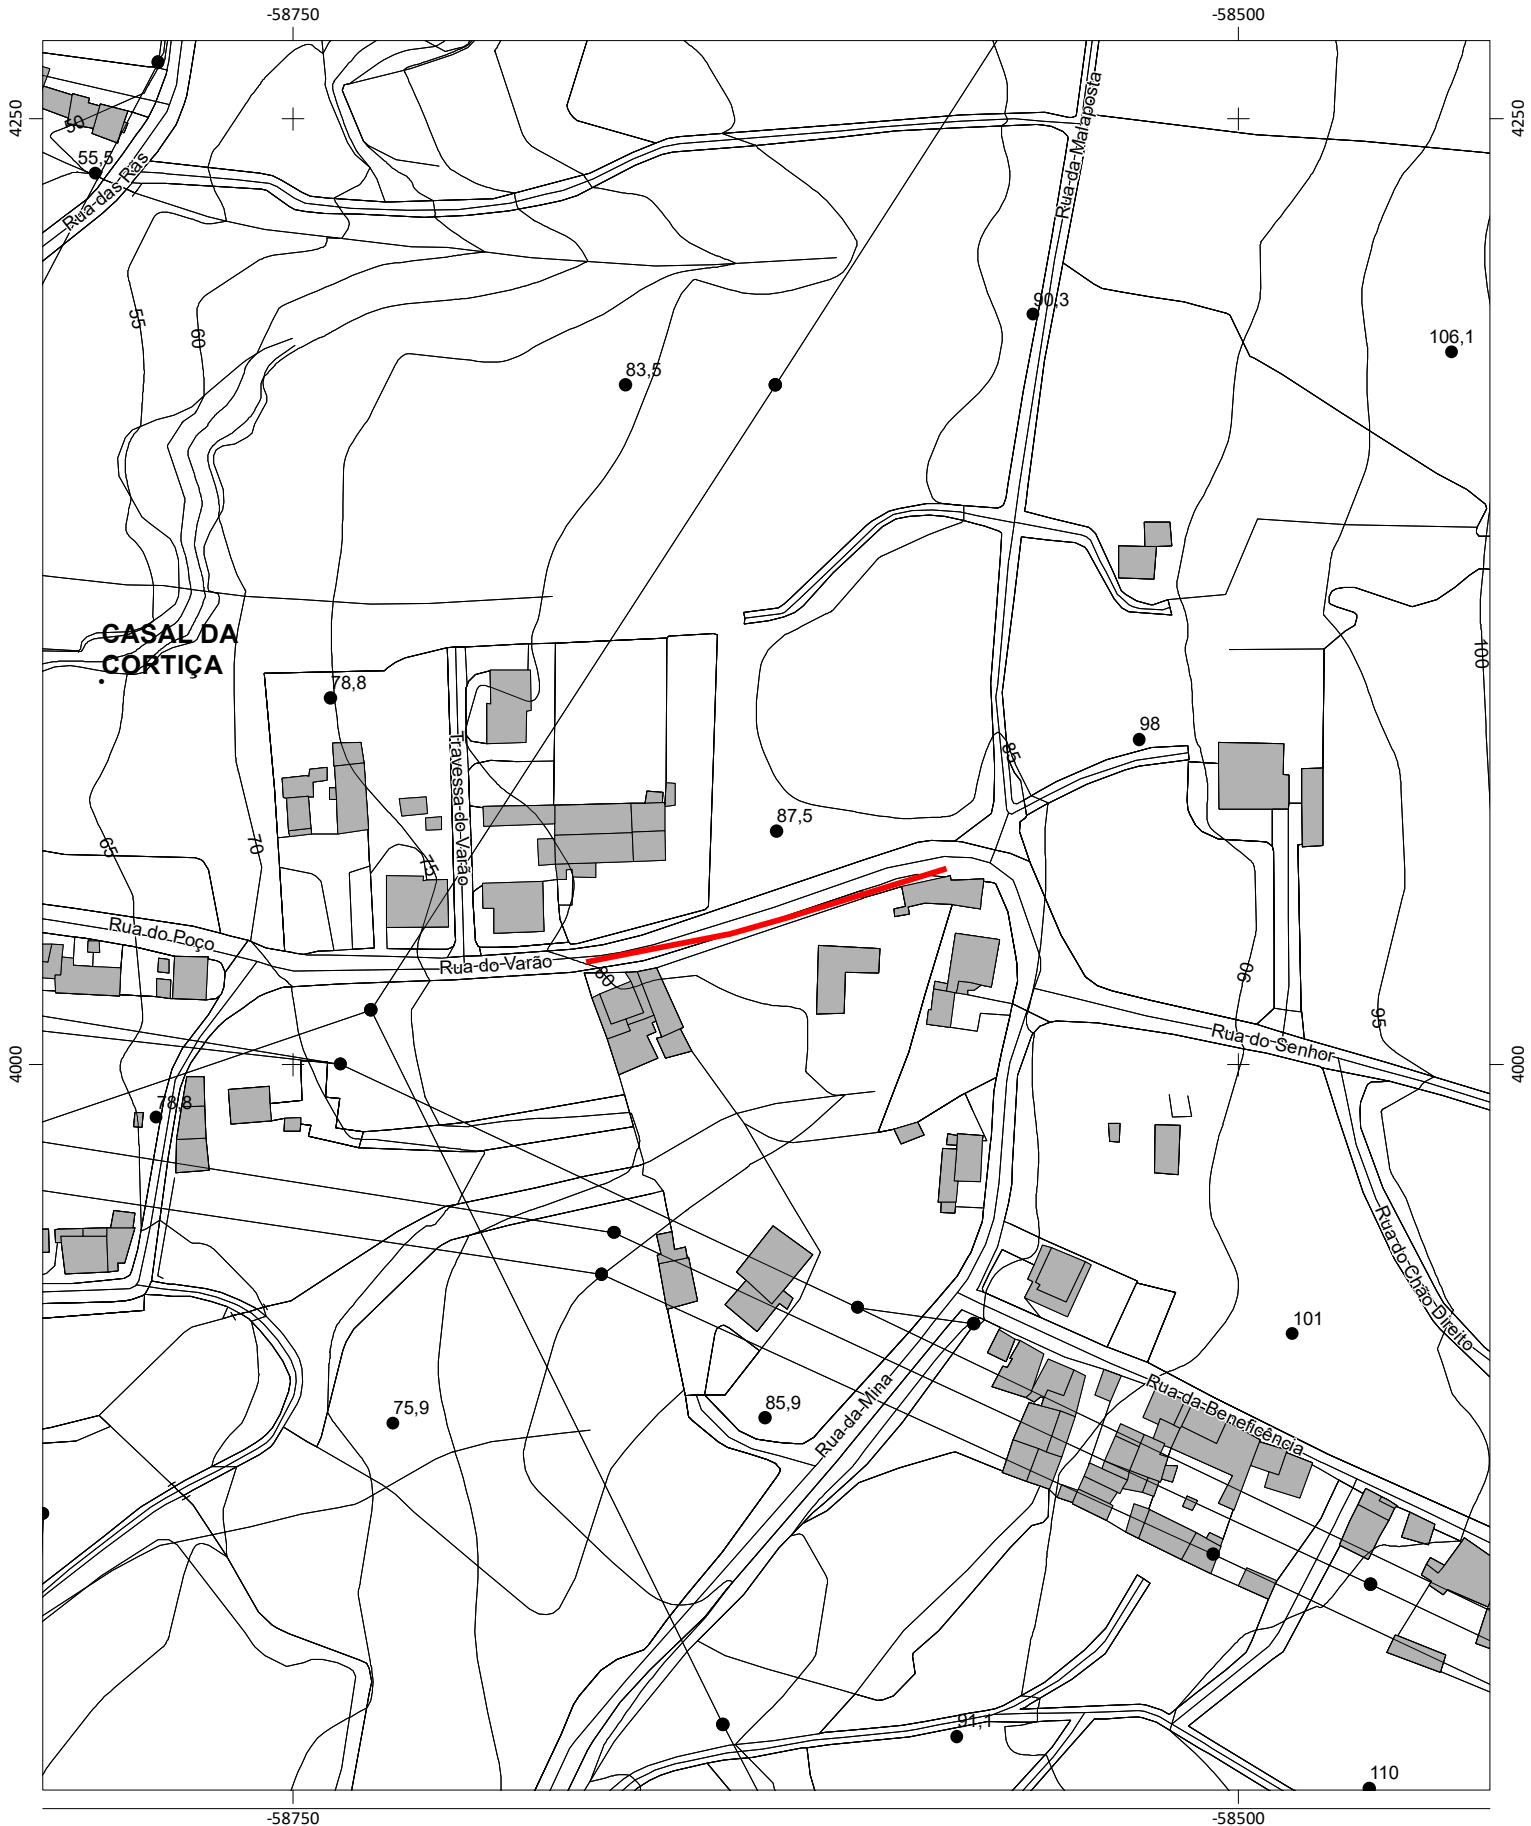 -58750
-58500
4250
4250
50
55,5
Rua das Rãs
Rua da Malaposta
90,3
55
60
106,1
83,5
CASAL DA
CORTIÇA
78,8
100
98
85
Travessa do Varão
87,5
65
70
75
Rua do Poço
Rua do Varão
80
90
95
Rua do Senhor
4000
4000
78,8
Rua do Chão Direito
101
75,9
85,9
Rua da Mina
Rua da Beneficência
91,1
110
-58750
-58500